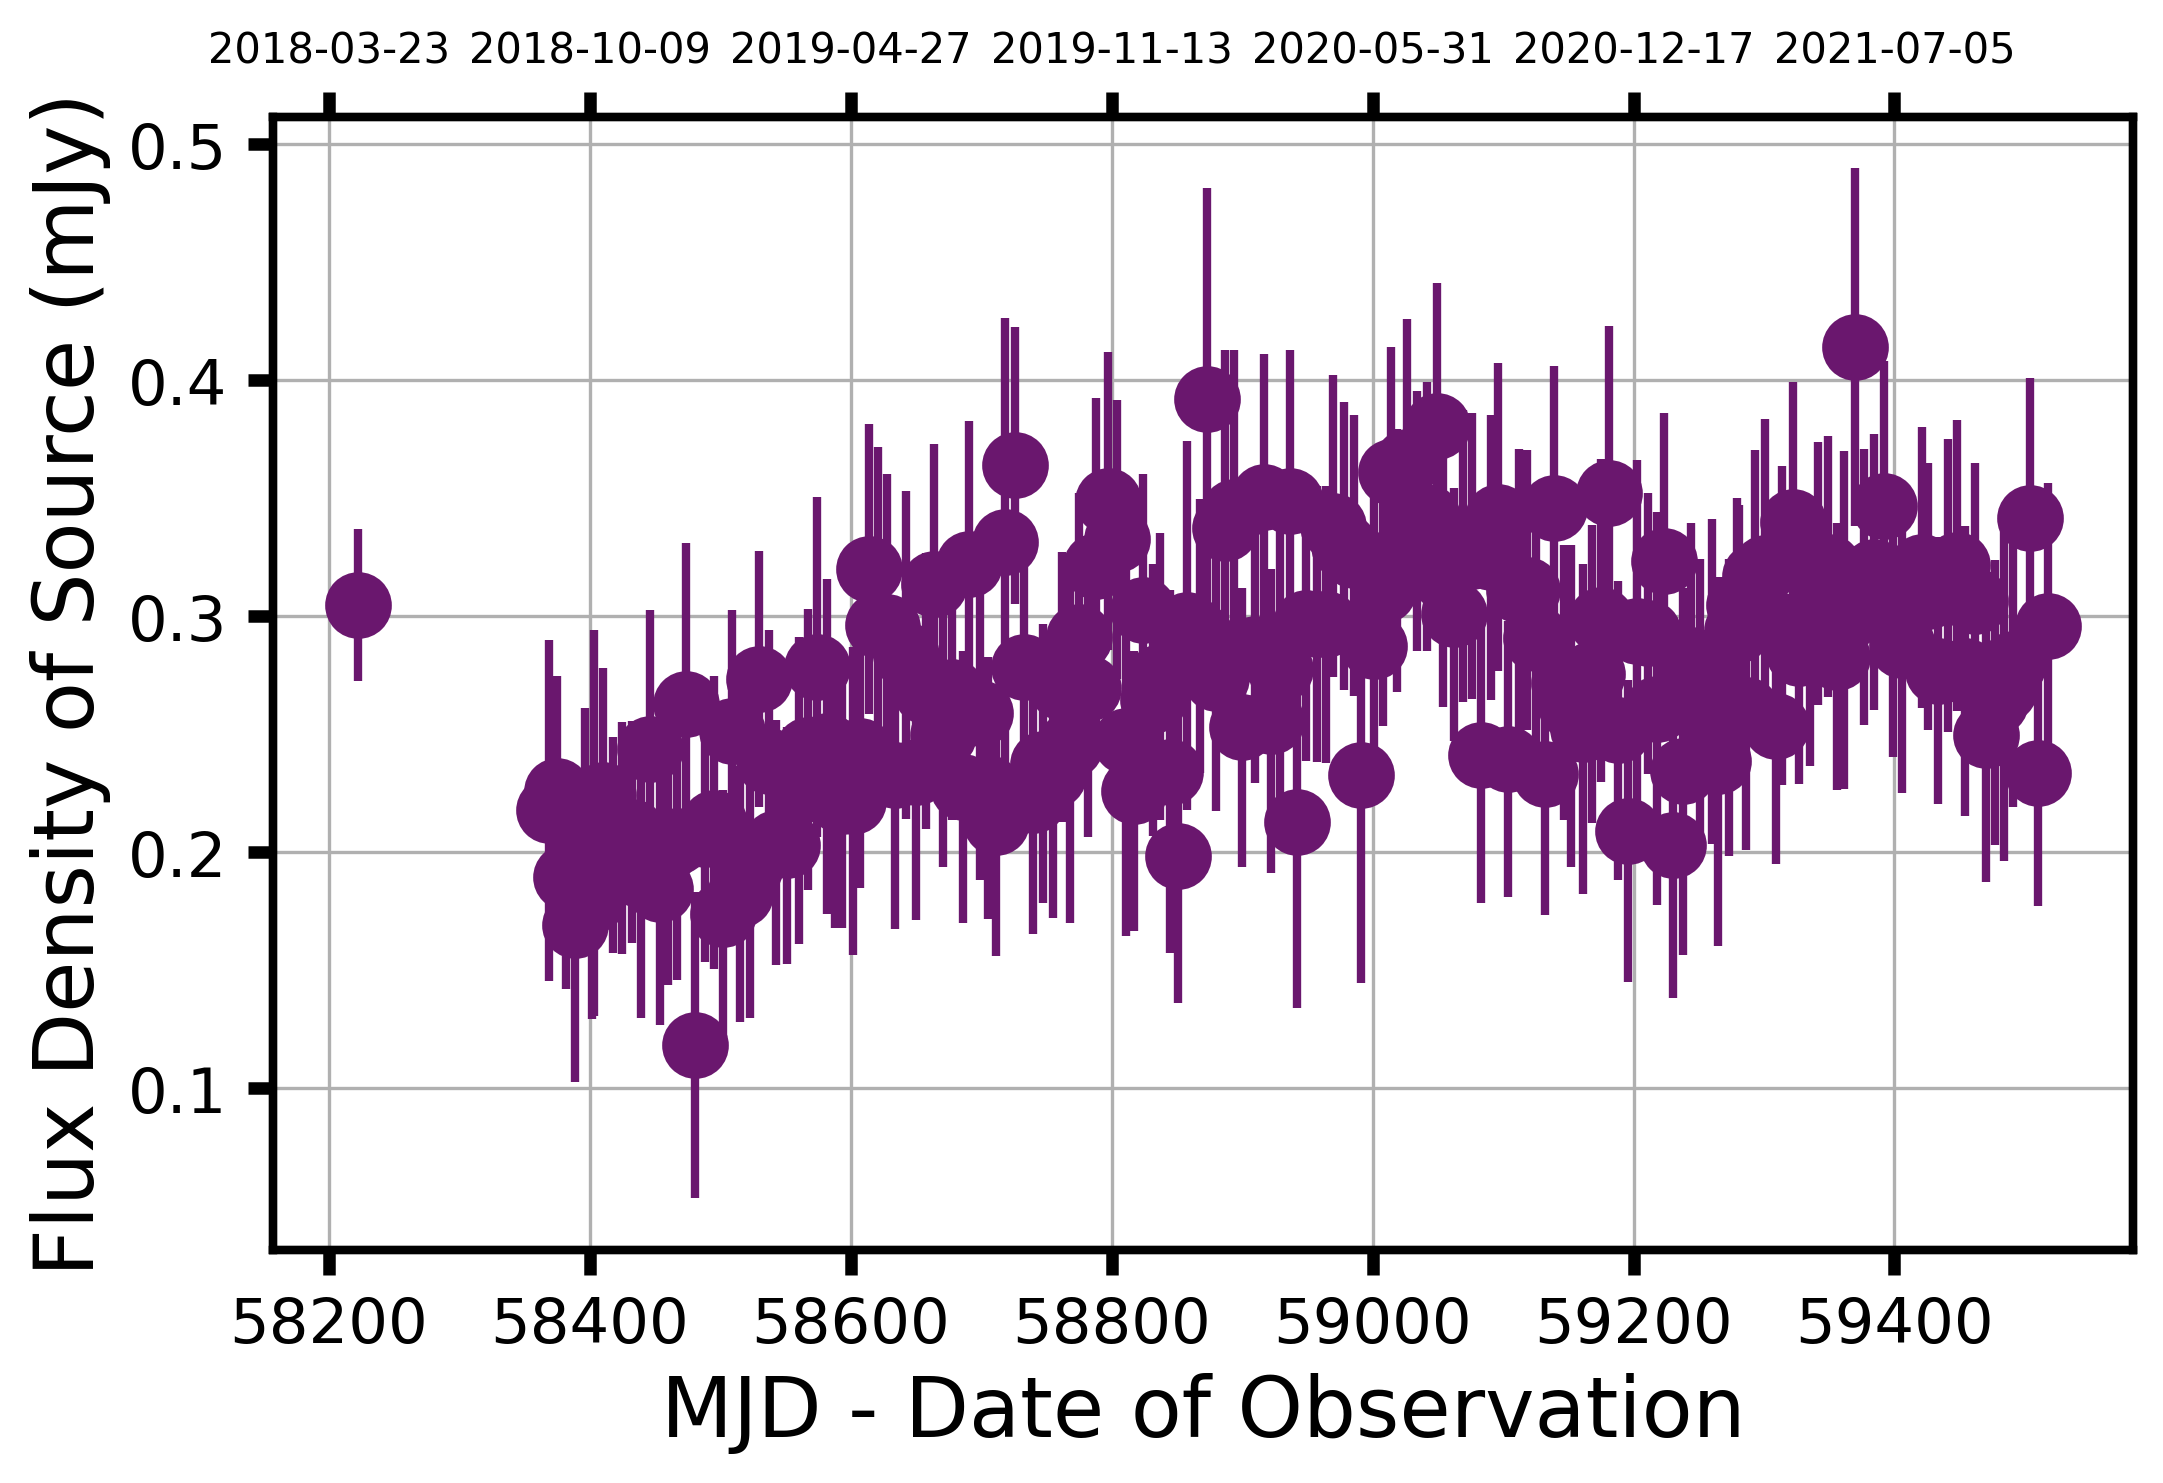 2018-03-23 2018-10-09 2019-04-27 2019-11-13 2020-05-31 2020-12-17 2021-07-05
Flux Density of Source (mJy)
0.5
0.4
0.3
0.2
0.1
58200 58400 58600 58800 59000 59200 59400
MJD - Date of Observation